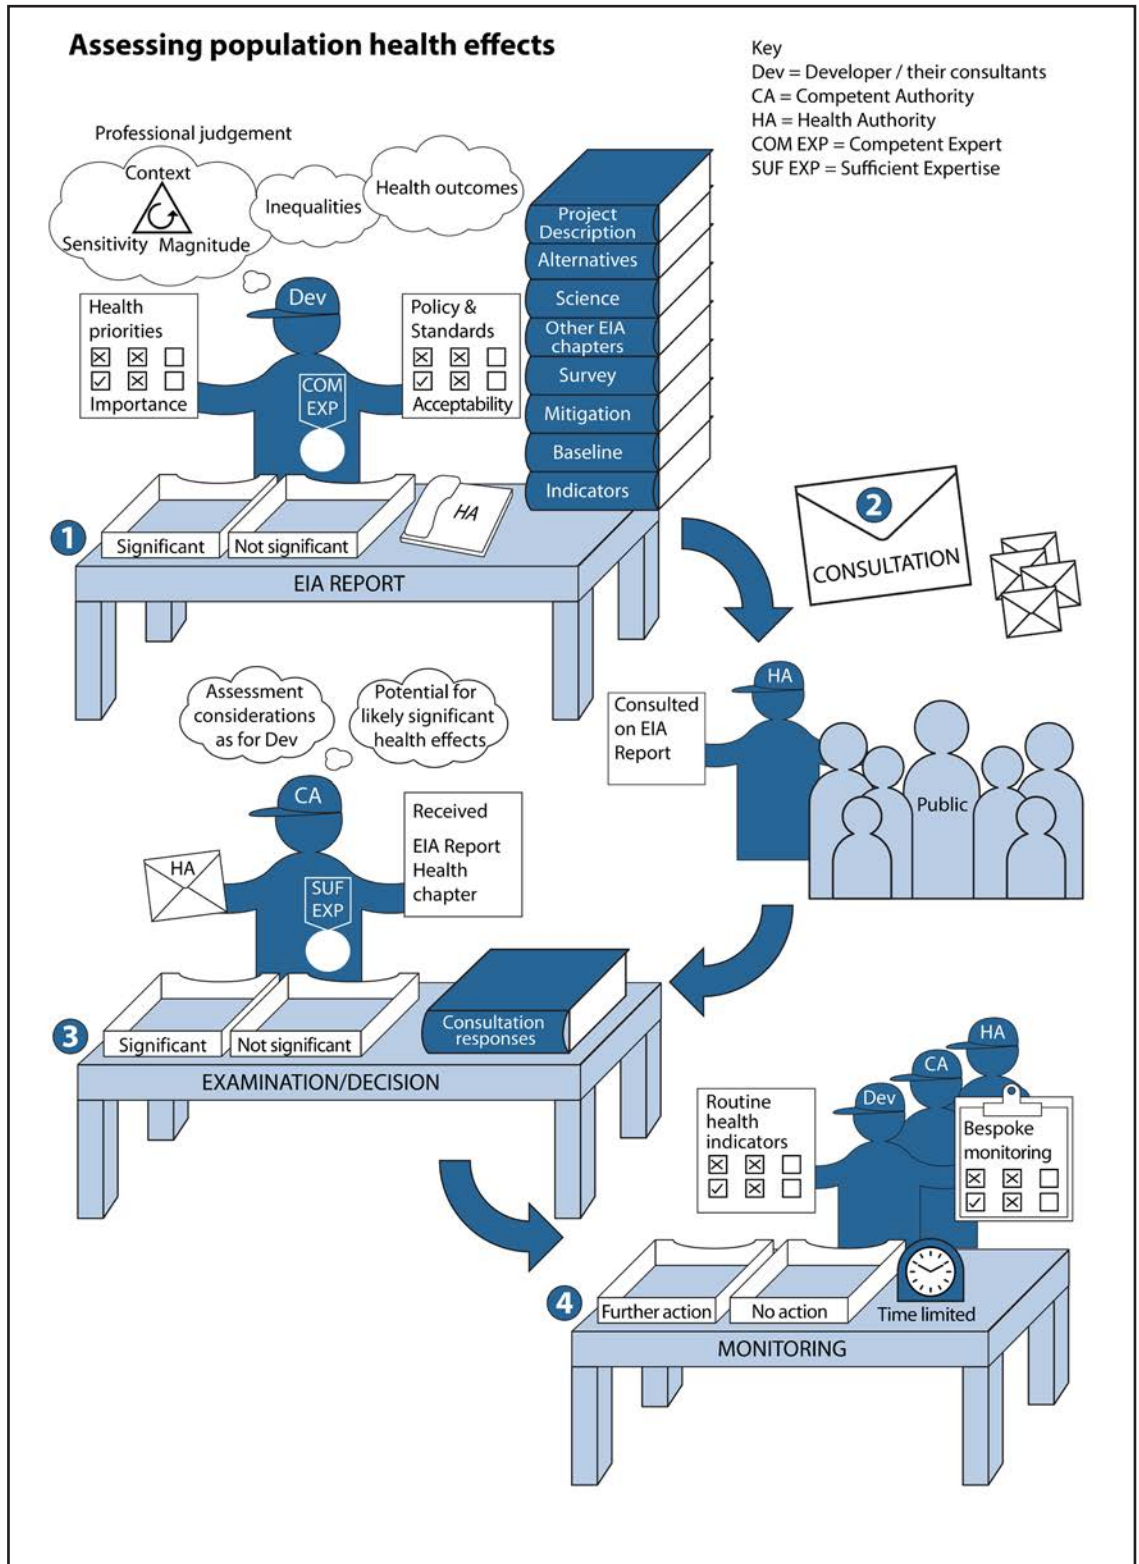 Assessing population health effects
Key
Dev = Developer / their consultants
CA = Competent Authority
HA = Health Authority
COM EXP = Competent Expert
SUF EXP = Sufficient Expertise
Professional judgement
Context
Sensitivity
Magnitude
Inequalities
Health outcomes
Dev
Health
priorities
Importance
Policy &
Standards
Acceptability
COM
EXP
Project
Description
Alternatives
Science
Other EIA
chapters
Survey
Mitigation
Baseline
Indicators
1
Significant
Not significant
HA
EIA REPORT
2
CONSULTATION
HA
Consulted
on EIA
Report
Public
Assessment
considerations
as for Dev
Potential for
likely significant
health effects
CA
HA
Received
EIA Report
Health
chapter
SUF
EXP
3
Significant
Not significant
Consultation
responses
EXAMINATION/DECISION
HA
CA
Dev
Routine
health
indicators
Bespoke
monitoring
4
Further action
No action
Time limited
MONITORING